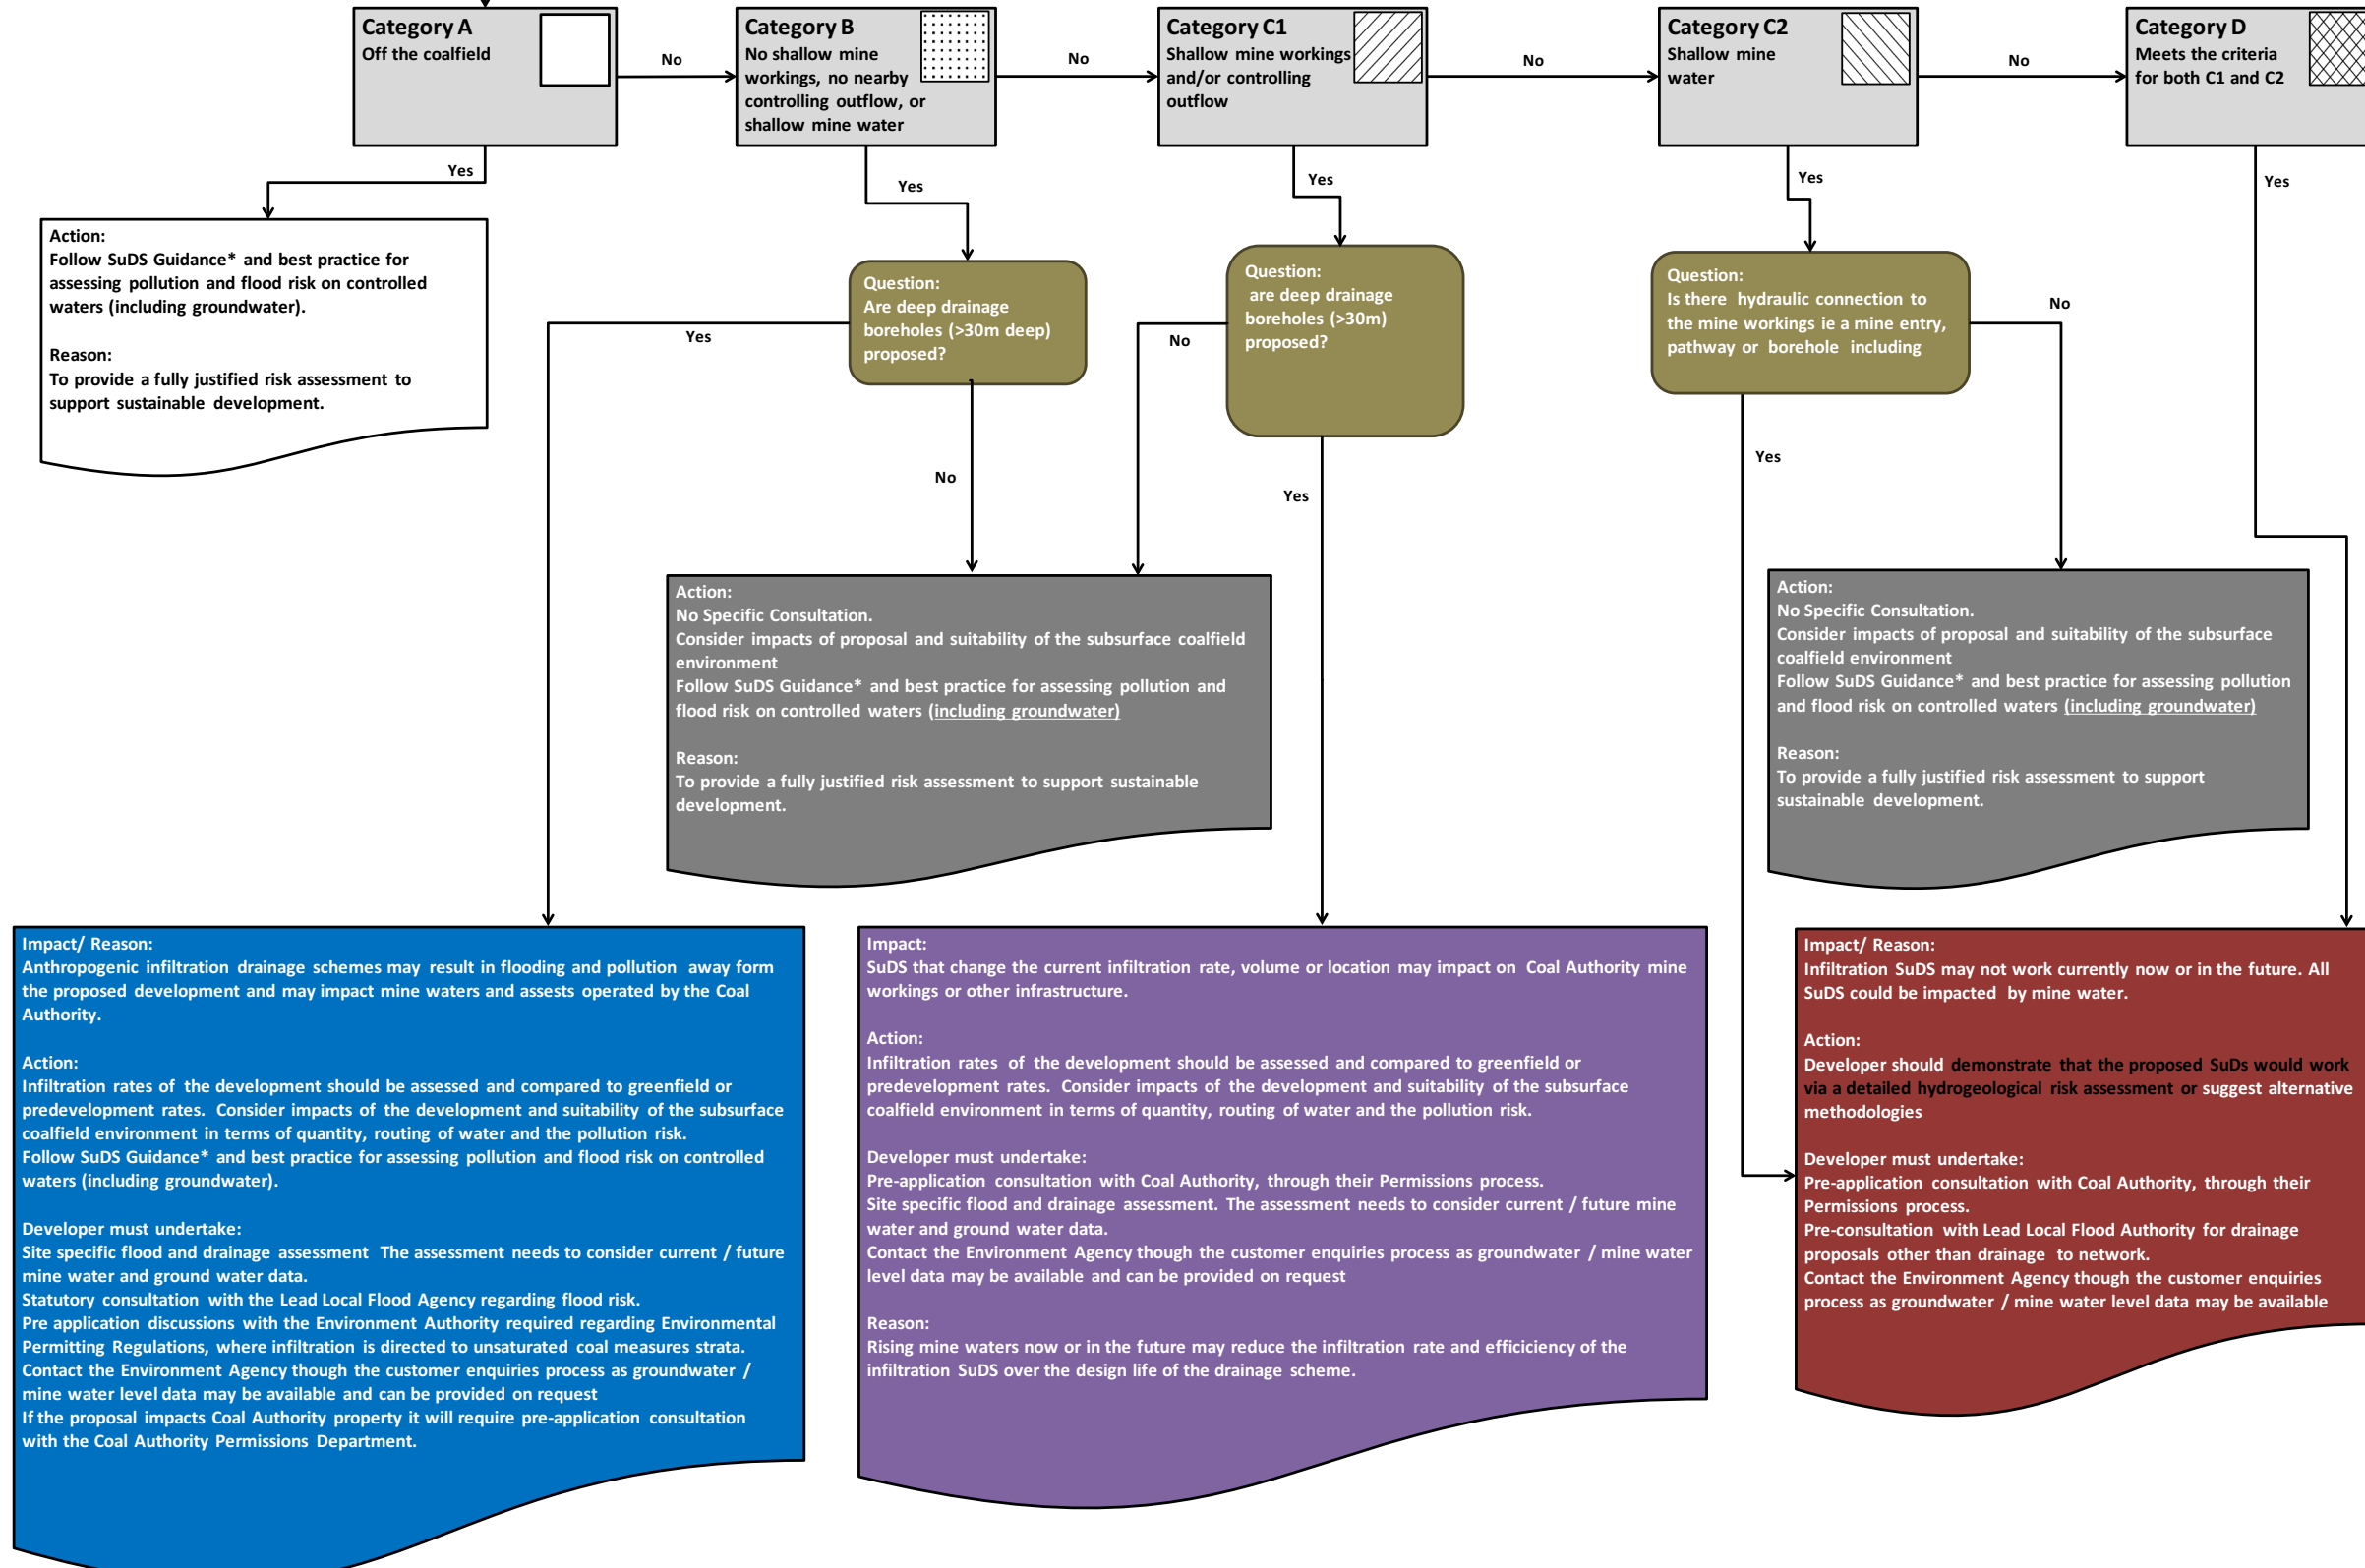 Category A
Off the coalfield
No
Category B
No shallow mine
workings, no nearby
controlling outflow, or
shallow mine water
No
Category C1
Shallow mine workings
and/or controlling
outflow
No
Category C2
Shallow mine
water
No
Category D
Meets the criteria
for both C1 and C2
Yes
Yes
Yes
Yes
Yes
Action:
Follow SuDS Guidance* and best practice for
assessing pollution and flood risk on controlled
waters (including groundwater).
Reason:
To provide a fully justified risk assessment to
support sustainable development.
Question:
Are deep drainage
boreholes (>30m deep)
proposed?
Yes
No
Question:
are deep drainage
boreholes (>30m)
proposed?
No
Yes
Question:
Is there hydraulic connection to
the mine workings ie a mine entry,
pathway or borehole including
No
Yes
Action:
No Specific Consultation.
Consider impacts of proposal and suitability of the subsurface coalfield
environment
Follow SuDS Guidance* and best practice for assessing pollution and
flood risk on controlled waters (including groundwater)
Reason:
To provide a fully justified risk assessment to support sustainable
development.
Action:
No Specific Consultation.
Consider impacts of proposal and suitability of the subsurface
coalfield environment
Follow SuDS Guidance* and best practice for assessing pollution
and flood risk on controlled waters (including groundwater)
Reason:
To provide a fully justified risk assessment to support
sustainable development.
Impact/ Reason:
Anthropogenic infiltration drainage schemes may result in flooding and pollution away form
the proposed development and may impact mine waters and assests operated by the Coal
Authority.
Action:
Infiltration rates of the development should be assessed and compared to greenfield or
predevelopment rates. Consider impacts of the development and suitability of the subsurface
coalfield environment in terms of quantity, routing of water and the pollution risk.
Follow SuDS Guidance* and best practice for assessing pollution and flood risk on controlled
waters (including groundwater).
Developer must undertake:
Site specific flood and drainage assessment The assessment needs to consider current / future
mine water and ground water data.
Statutory consultation with the Lead Local Flood Agency regarding flood risk.
Pre application discussions with the Environment Authority required regarding Environmental
Permitting Regulations, where infiltration is directed to unsaturated coal measures strata.
Contact the Environment Agency though the customer enquiries process as groundwater /
mine water level data may be available and can be provided on request
If the proposal impacts Coal Authority property it will require pre-application consultation
with the Coal Authority Permissions Department.
Impact:
SuDS that change the current infiltration rate, volume or location may impact on Coal Authority mine
workings or other infrastructure.
Action:
Infiltration rates of the development should be assessed and compared to greenfield or
predevelopment rates. Consider impacts of the development and suitability of the subsurface
coalfield environment in terms of quantity, routing of water and the pollution risk.
Developer must undertake:
Pre-application consultation with Coal Authority, through their Permissions process.
Site specific flood and drainage assessment. The assessment needs to consider current / future mine
water and ground water data.
Contact the Environment Agency though the customer enquiries process as groundwater / mine water
level data may be available and can be provided on request
Reason:
Rising mine waters now or in the future may reduce the infiltration rate and efficiciency of the
infiltration SuDS over the design life of the drainage scheme.
Impact/ Reason:
Infiltration SuDS may not work currently now or in the future. All
SuDS could be impacted by mine water.
Action:
Developer should demonstrate that the proposed SuDs would work
via a detailed hydrogeological risk assessment or suggest alternative
methodologies
Developer must undertake:
Pre-application consultation with Coal Authority, through their
Permissions process.
Pre-consultation with Lead Local Flood Authority for drainage
proposals other than drainage to network.
Contact the Environment Agency though the customer enquiries
process as groundwater / mine water level data may be available